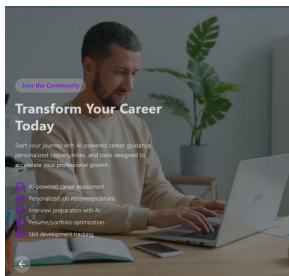 Join the Community
Transform Your Career
Today
Start your journey with AI-powered career guidance,
personalized opportunities, and tools designed to
accelerate your professional growth.
AI-powered career assessment
Personalized job recommendations
Interview preparation with AI
Resume/portfolio optimization
Skill development tracking